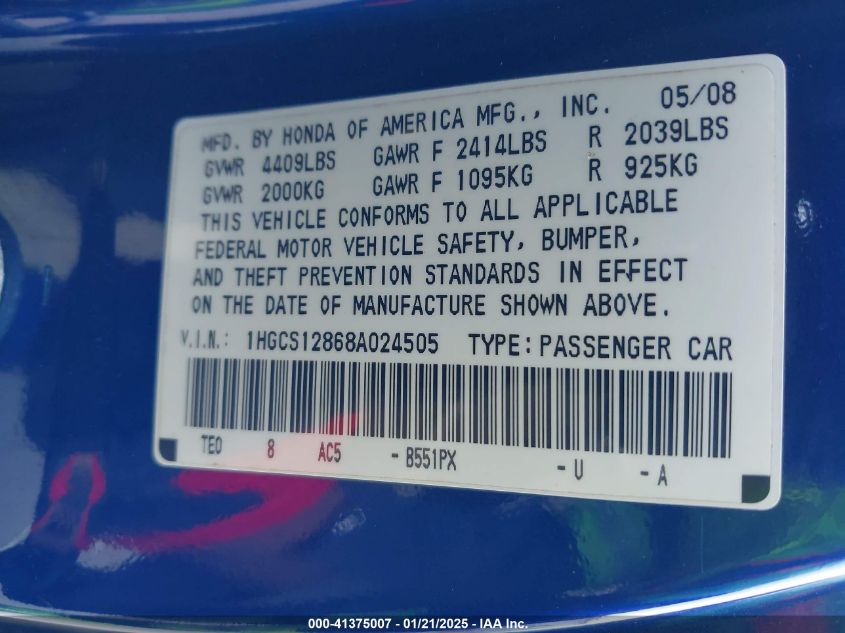 MFD. BY HONDA OF AMERICA MFG., INC. 05/08
GVWR 4409LBS GAWR F 2414LBS R 2039LBS
GVWR 2000KG GAWR F 1095KG R 925KG
THIS VEHICLE CONFORMS TO ALL APPLICABLE
FEDERAL MOTOR VEHICLE SAFETY, BUMPER,
AND THEFT PREVENTION STANDARDS IN EFFECT
ON THE DATE OF MANUFACTURE SHOWN ABOVE.
V.I.N.: 1HGCS12868A024505 TYPE: PASSENGER CAR
TE0 8 AC5 - B551PX - U - A
000-41375007 - 01/21/2025 - IAA Inc.